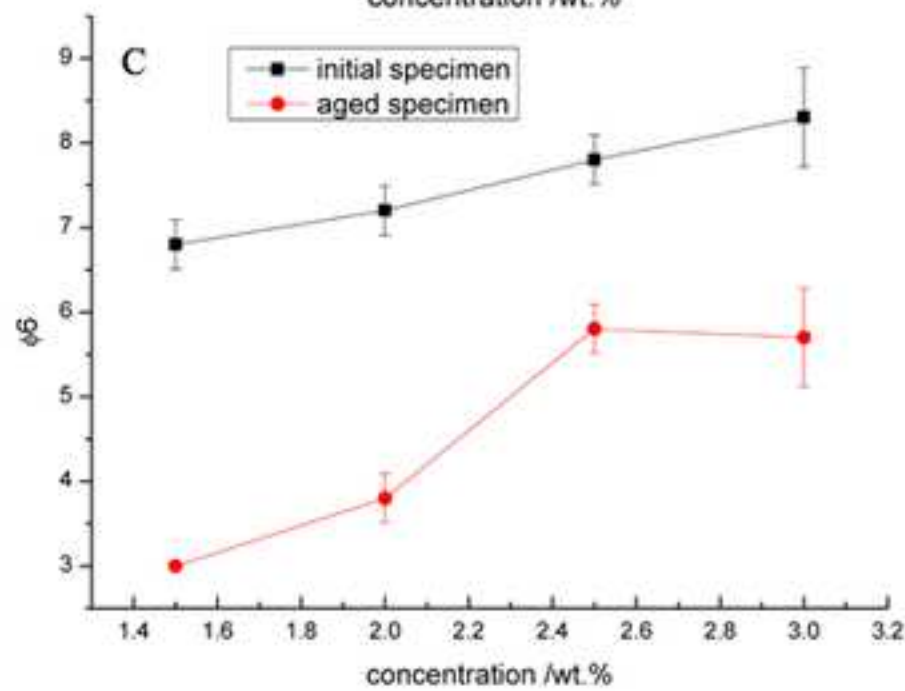 concentration /wt.%
C
initial specimen
aged specimen
9
8
7
6
5
4
3
ϕ6
1.4 1.6 1.8 2.0 2.2 2.4 2.6 2.8 3.0 3.2
concentration /wt.%